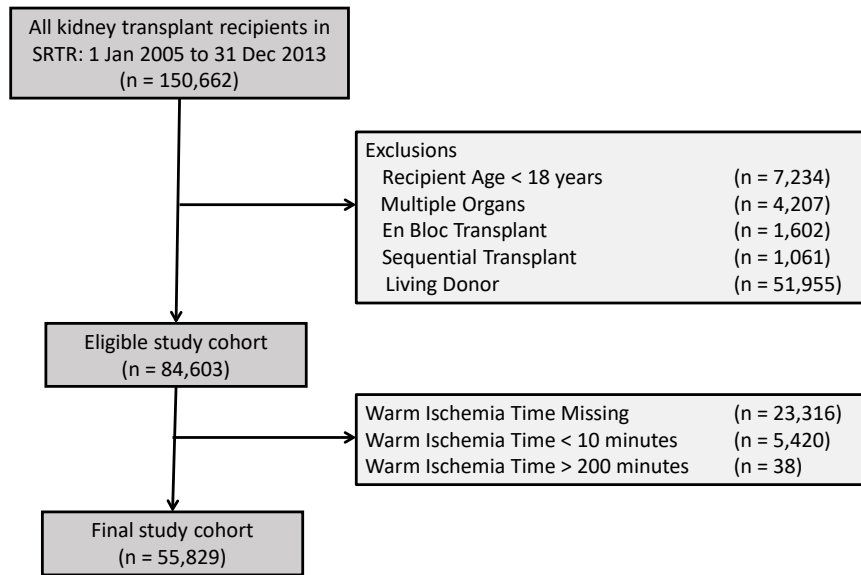 All kidney transplant recipients in
SRTR: 1 Jan 2005 to 31 Dec 2013
(n = 150,662)
Exclusions
Recipient Age < 18 years (n = 7,234)
Multiple Organs (n = 4,207)
En Bloc Transplant (n = 1,602)
Sequential Transplant (n = 1,061)
Living Donor (n = 51,955)
Eligible study cohort
(n = 84,603)
Warm Ischemia Time Missing (n = 23,316)
Warm Ischemia Time < 10 minutes (n = 5,420)
Warm Ischemia Time > 200 minutes (n = 38)
Final study cohort
(n = 55,829)